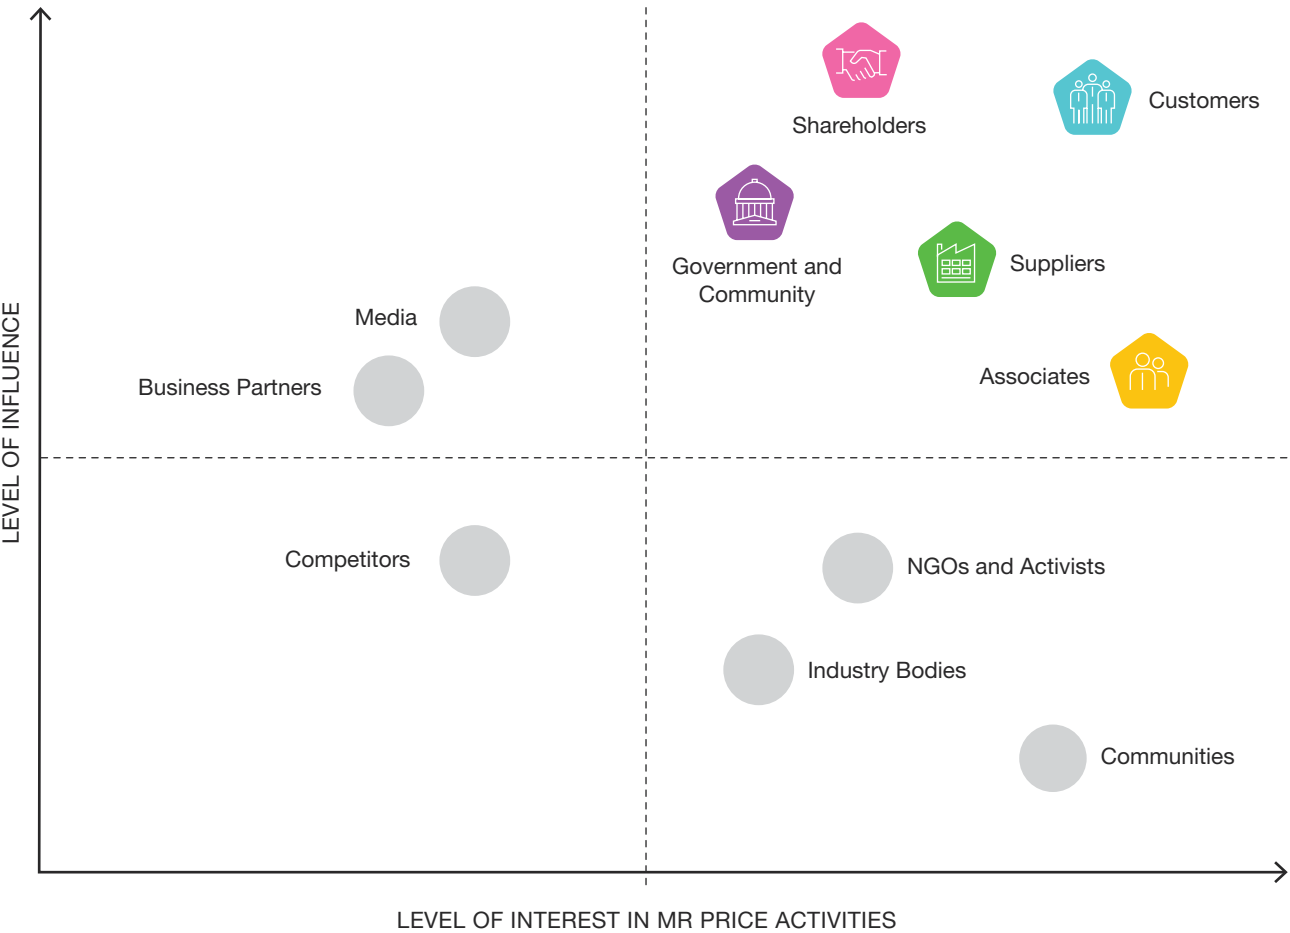 Shareholders
Customers
Government and
Community
Suppliers
Media
Associates
Business Partners
LEVEL OF INFLUENCE
Competitors
NGOs and Activists
Industry Bodies
Communities
LEVEL OF INTEREST IN MR PRICE ACTIVITIES